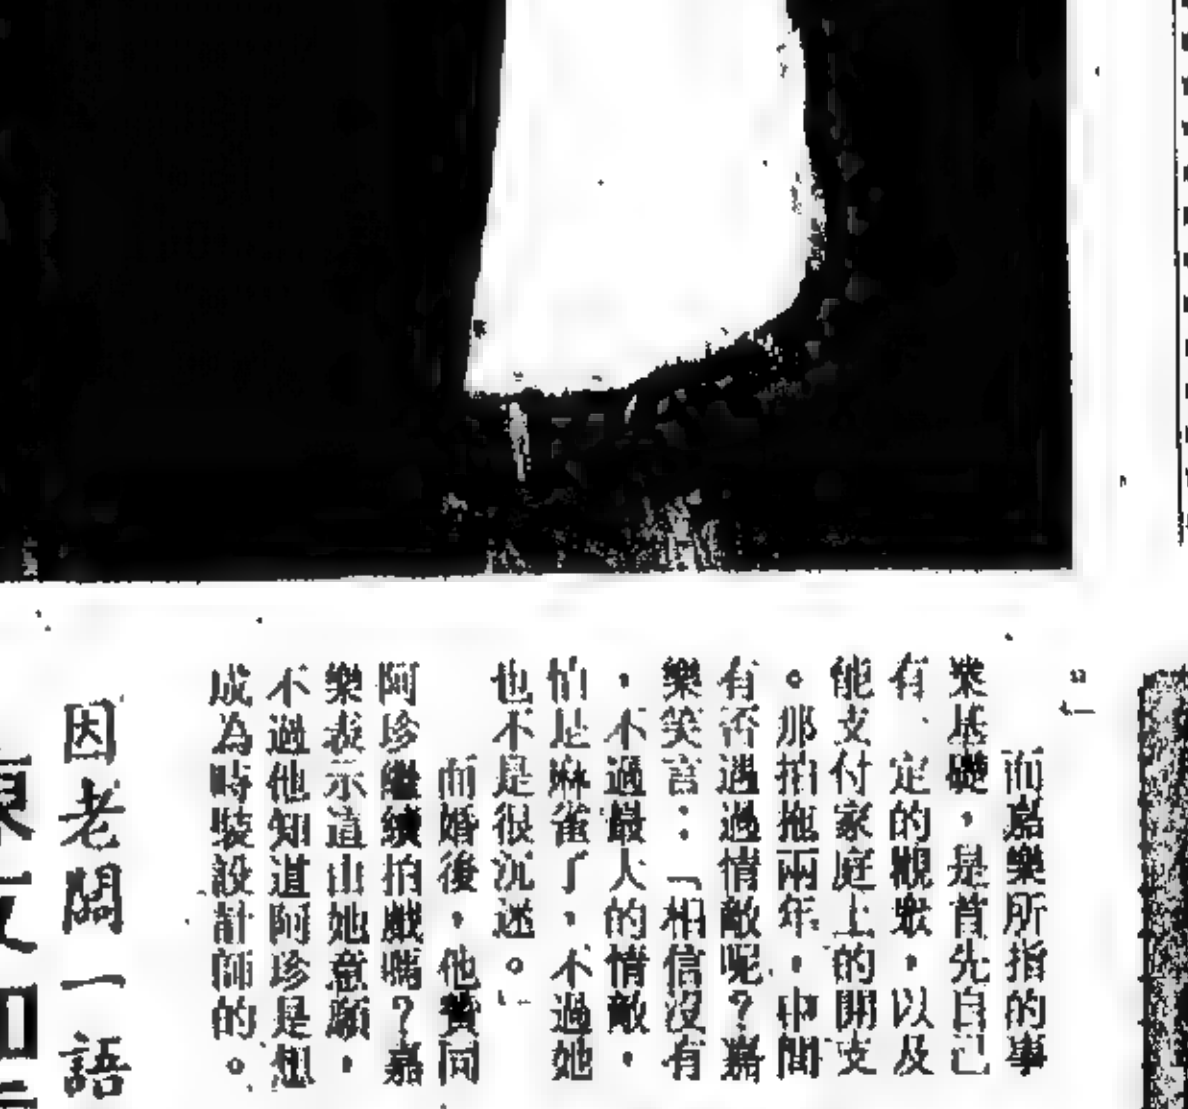 」
而嘉樂所指的事
業基礎，是首先自己
有一定的觀眾，以及
能支付家庭上的開支
。那拍拖兩年，中間
有否遇過情敵呢？嘉
樂笑言：「相信沒有
，不過最大的情敵，
怕是麻雀了，不過她
也不是很沉迷。」
而婚後，他贊同
阿珍繼續拍戲嗎？嘉
樂表示這由她意願，
不過他知道阿珍是想
成為時裝設計師的。
因老闆一語